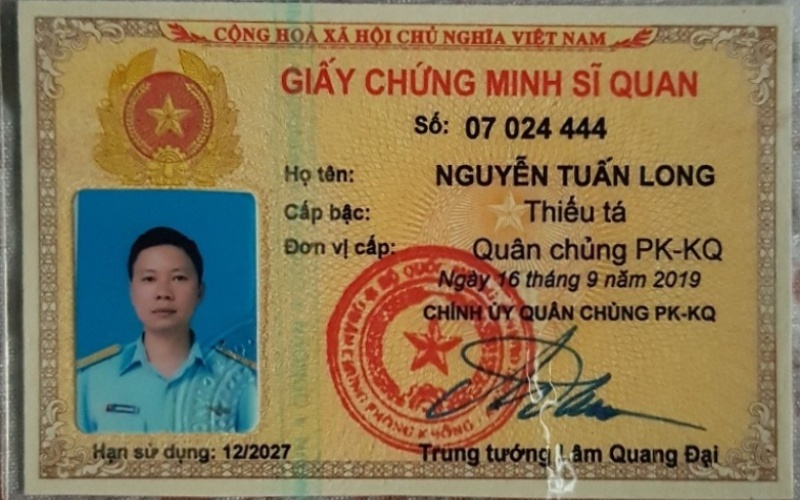 CỘNG HOÀ XÃ HỘI CHỦ NGHĨA VIỆT NAM
GIẤY CHỨNG MINH SĨ QUAN
Số: 07 024 444
Họ tên: NGUYỄN TUẤN LONG
Cấp bậc: Thiếu tá
Đơn vị cấp: Quân chủng PK-KQ
Ngày 16 tháng 9 năm 2019
CHÍNH ỦY QUÂN CHỦNG PK-KQ
Hạn sử dụng: 12/2027
Trung tướng Lâm Quang Đại